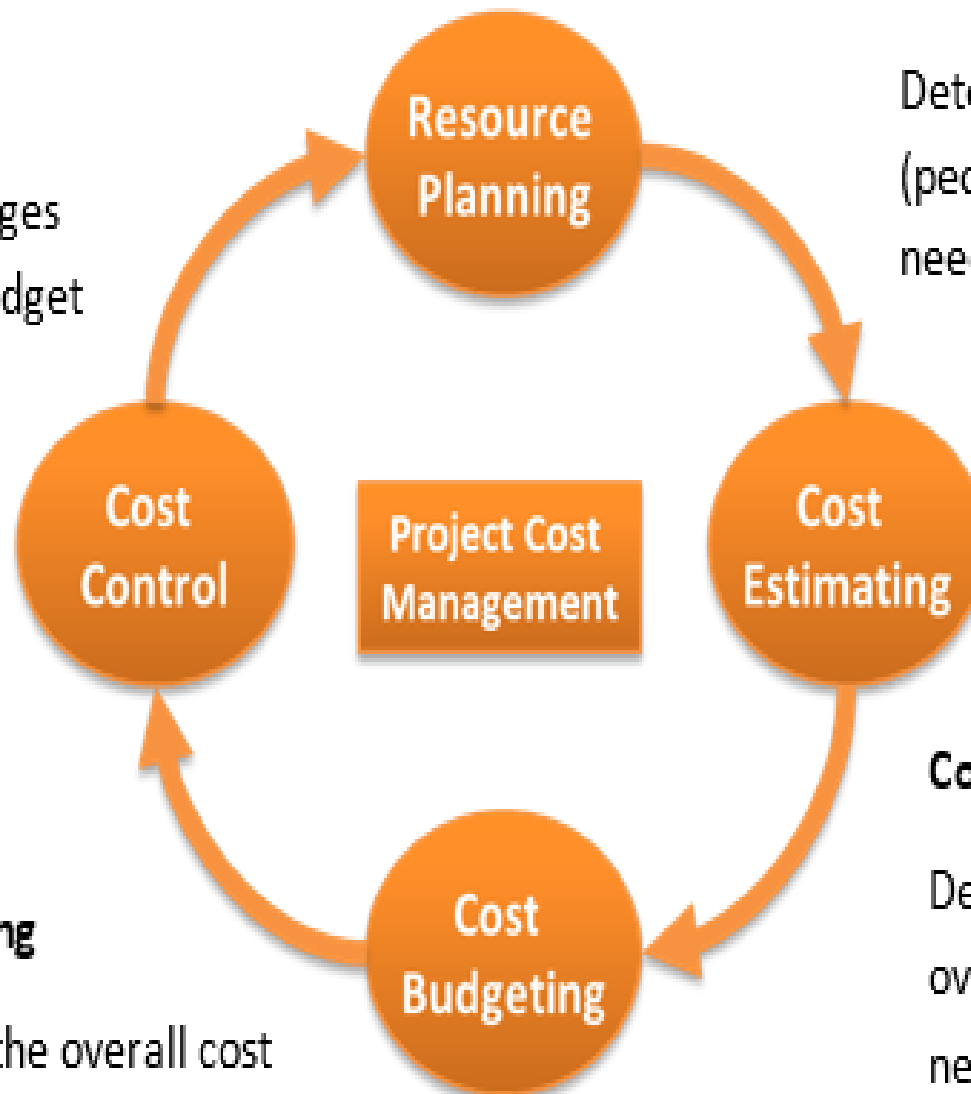 Resource
Planning
ges
dget
Cost
Control
Project Cost
Management
Cost
Estimating
Cost
Budgeting
ng
the overall cost